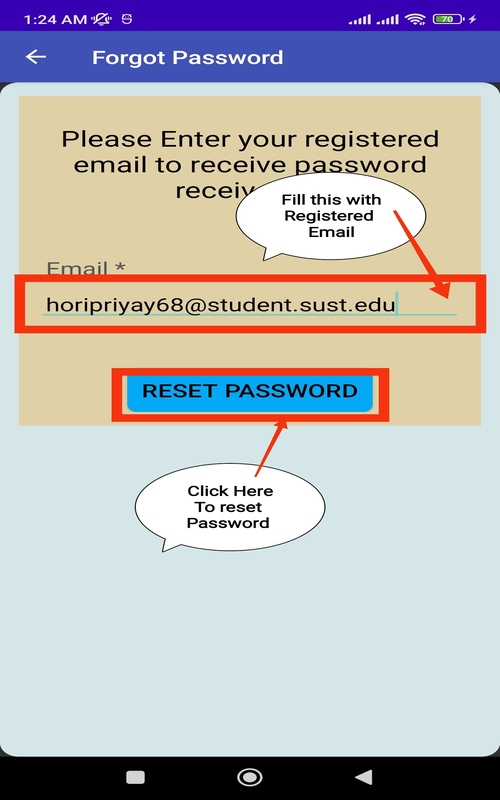 1:24 AM
70
Forgot Password
Please Enter your registered
email to receive password
receiv
Fill this with
Registered
Email
Email *
horipriyay68@student.sust.edu
RESET PASSWORD
Click Here
To reset
Password